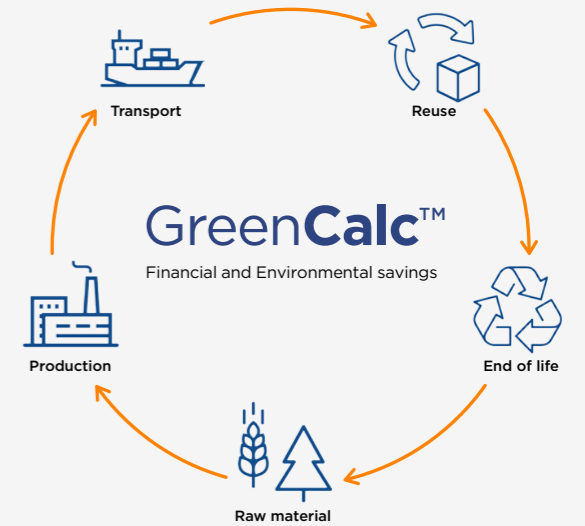 Transport
Reuse
GreenCalc™
Financial and Environmental savings
Production
End of life
Raw material